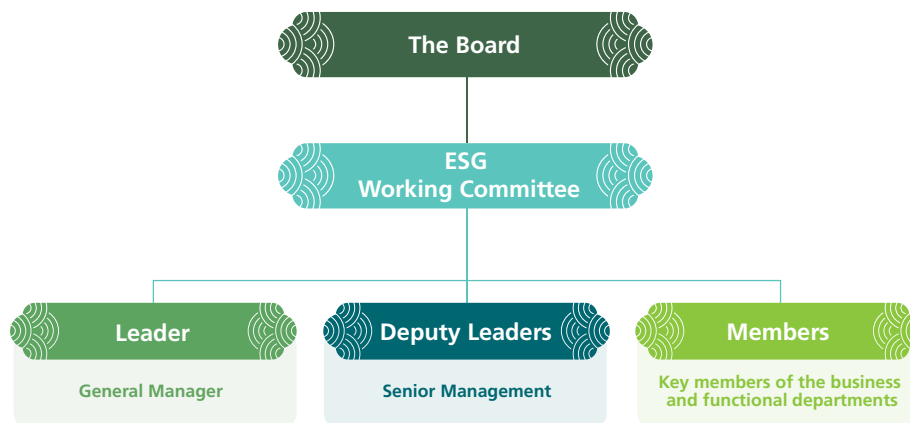 The Board
ESG
Working Committee
Leader
General Manager
Deputy Leaders
Senior Management
Members
Key members of the business
and functional departments